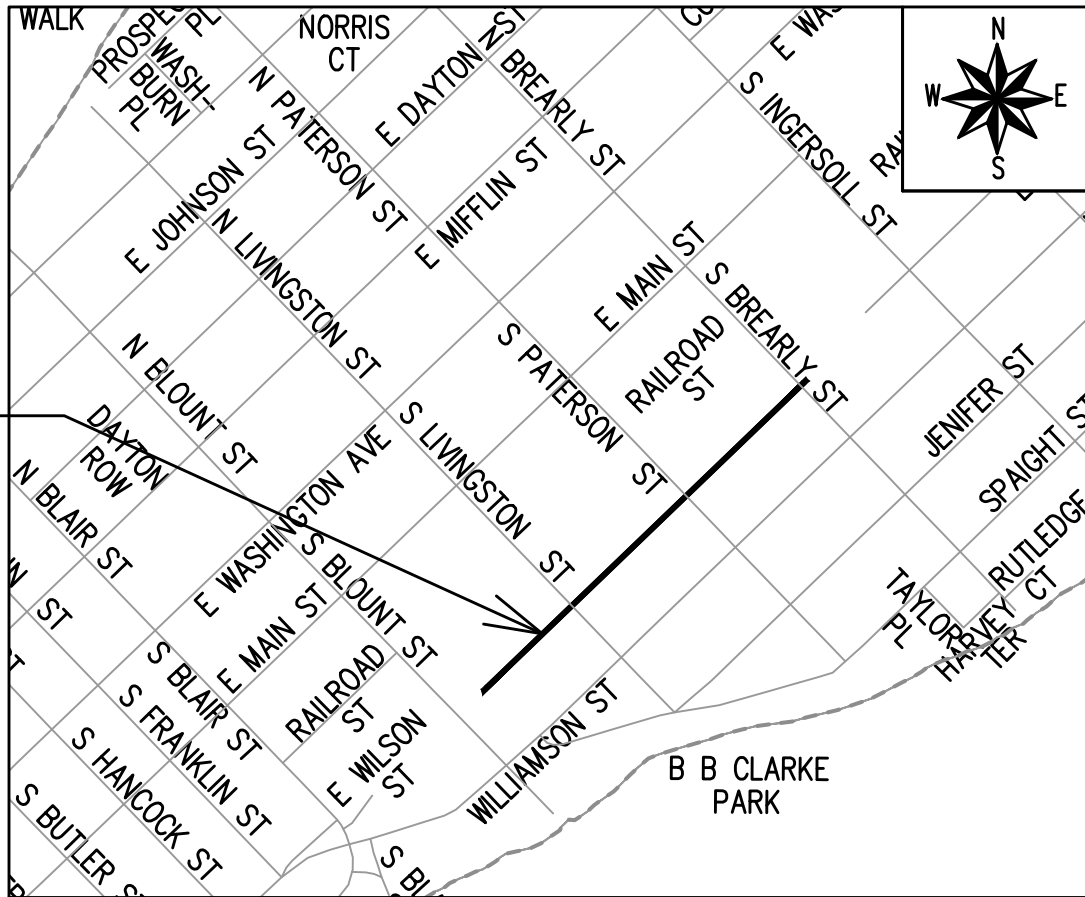 WALK
PL
NORRIS
CT
WASH-
BURN
PL
N PATERSON ST
E DAYTON ST
N BREARLY ST
S INGERSOLL ST
N
W E
S
E JOHNSON ST
E MIFFLIN ST
N LIVINGSTON ST
E MAIN ST
S BREARLY ST
N BLOUNT ST
S PATERSON ST
RAILROAD
ST
JENIFER ST
DAYTON
ROW
E WASHINGTON AVE
S LIVINGSTON ST
SPAIGHT ST
N BLAIR ST
RUTLEDGE
ST
S BLOUNT ST
TAYLOR
PL
HARVEY
TER
CT
E MAIN ST
S BLAIR ST
RAILROAD
ST
S FRANKLIN ST
E WILSON
ST
WILLIAMSON ST
S HANCOCK ST
B B CLARKE
PARK
S BUTLER ST